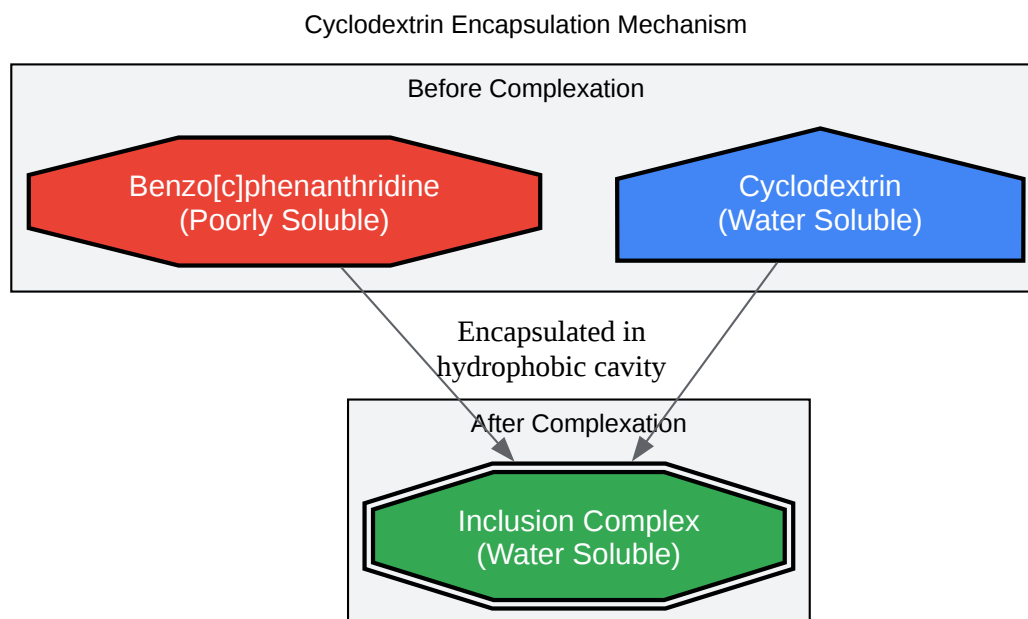 Cyclodextrin Encapsulation Mechanism
Before Complexation
Benzo[c]phenanthridine
(Poorly Soluble)
Cyclodextrin
(Water Soluble)
Encapsulated in
hydrophobic cavity
After Complexation
Inclusion Complex
(Water Soluble)